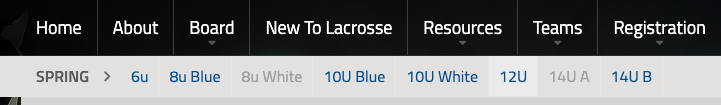 Home About Board New To Lacrosse Resources Teams Registration
SPRING > 6u 8u Blue 8u White 10U Blue 10U White 12U 14U A 14U B